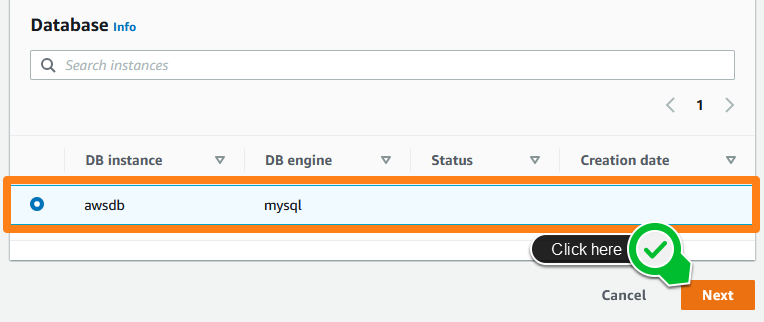 Database Info
Search instances
1
DB instance DB engine Status Creation date
awsdb mysql
Click here
Cancel Next